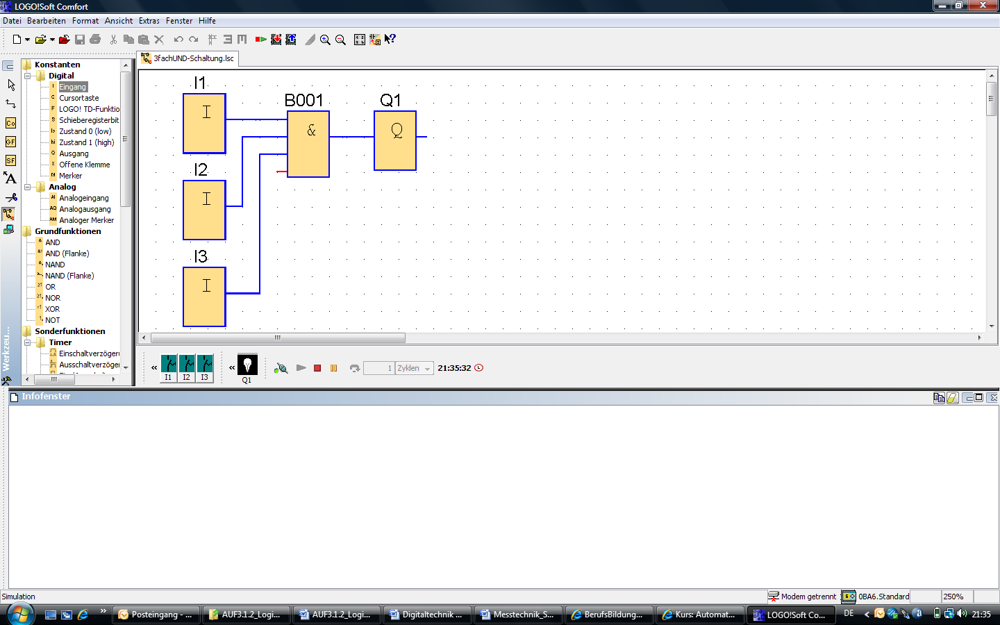 LOGO!Soft Comfort
Datei Bearbeiten Format Ansicht Extras Fenster Hilfe
3fachUND-Schaltung.lsc
Konstanten
Digital
Eingang
Cursortaste
LOGO! TD-Funktio
Schieberegisterbit
Zustand 0 (low)
Zustand 1 (high)
Ausgang
Offene Klemme
Merker
Analog
Analogeingang
Analogausgang
Analoger Merker
Grundfunktionen
AND
AND (Flanke)
NAND
NAND (Flanke)
OR
NOR
XOR
NOT
Sonderfunktionen
Timer
Einschaltverzöger
Ausschaltverzöger
Werkzeu...
Co
GF
SF
I1
I
I2
I
I3
I
B001
&
Q1
Q
I1 I2 I3
Q1
1 Zyklen 21:35:32
Infofenster
Simulation
Modem getrennt 0BA6.Standard 250%
Posteingang - ... AUF3.1.2_Logi... AUF3.1.2_Logi... Digitaltechnik ... Messtechnik_S... BerufsBildung... Kurs: Automat... LOGO!Soft Co... DE 21:35